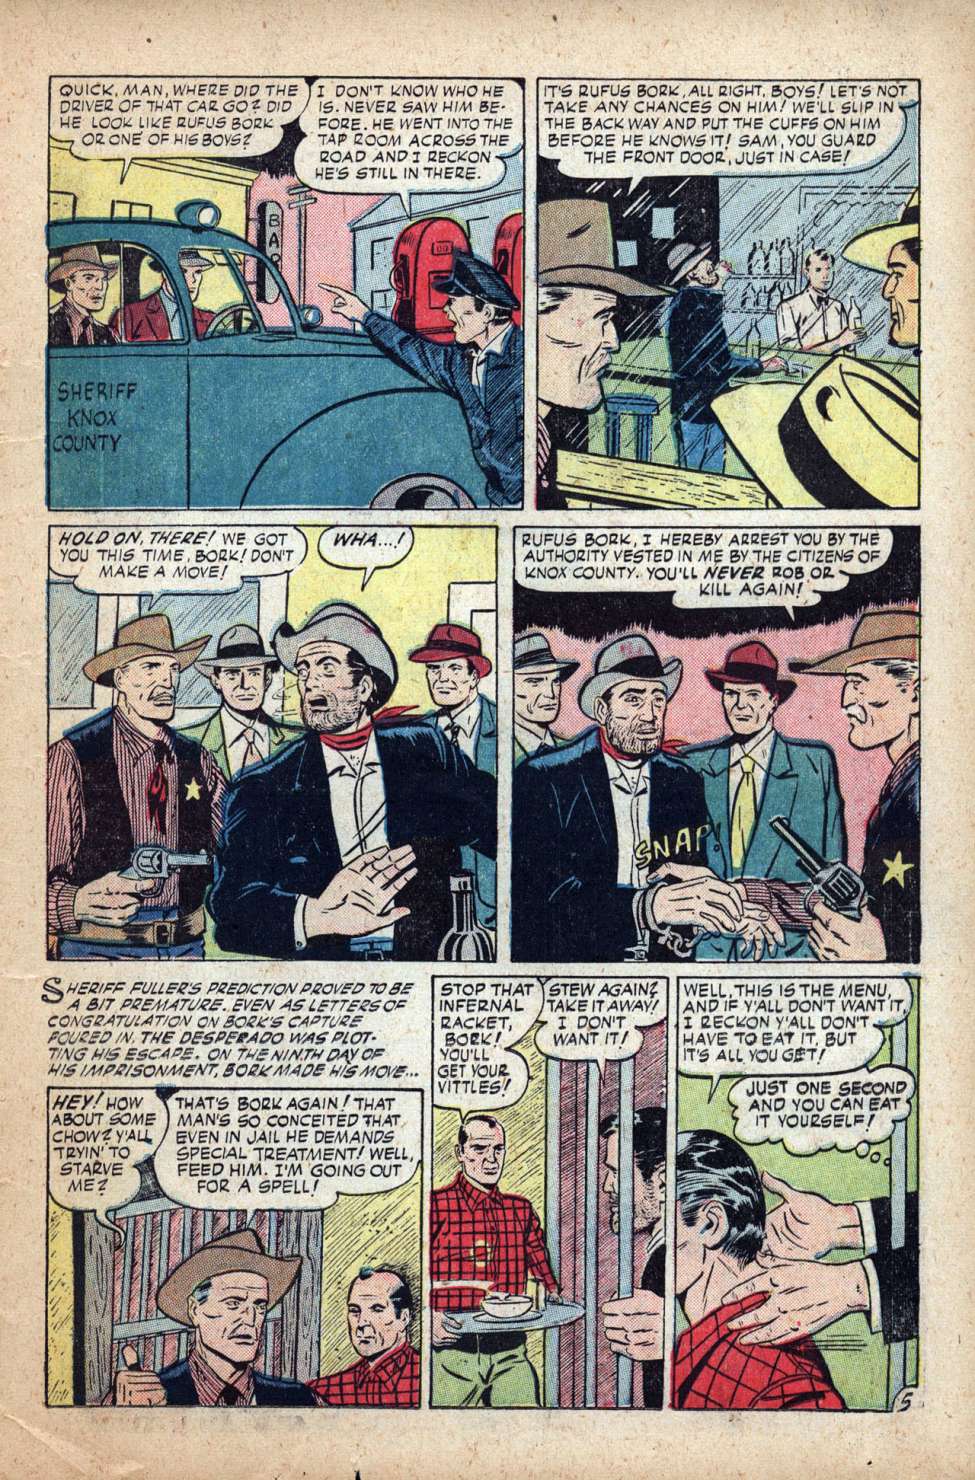 QUICK, MAN, WHERE DID THE
DRIVER OF THAT CAR GO? DID
HE LOOK LIKE RUFUS BORK
OR ONE OF HIS BOYS?
I DON'T KNOW WHO HE
IS. NEVER SAW HIM BE-
FORE. HE WENT INTO THE
TAP ROOM ACROSS THE
ROAD AND I RECKON
HE'S STILL IN THERE.
BAR
SHERIFF
KNOX
COUNTY
IT'S RUFUS BORK, ALL RIGHT, BOYS! LET'S NOT
TAKE ANY CHANCES ON HIM! WE'LL SLIP IN
THE BACK WAY AND PUT THE CUFFS ON HIM
BEFORE HE KNOWS IT! SAM, YOU GUARD
THE FRONT DOOR, JUST IN CASE!
HOLD ON, THERE! WE GOT
YOU THIS TIME, BORK! DON'T
MAKE A MOVE!
WHA...!
RUFUS BORK, I HEREBY ARREST YOU BY THE
AUTHORITY VESTED IN ME BY THE CITIZENS OF
KNOX COUNTY. YOU'LL NEVER ROB OR
KILL AGAIN!
SNAP!
SHERIFF FULLER'S PREDICTION PROVED TO BE
A BIT PREMATURE. EVEN AS LETTERS OF
CONGRATULATION ON BORK'S CAPTURE
POURED IN, THE DESPERADO WAS PLOT-
TING HIS ESCAPE. ON THE NINTH DAY OF
HIS IMPRISONMENT, BORK MADE HIS MOVE...
HEY! HOW
ABOUT SOME
CHOW? Y'ALL
TRYIN' TO
STARVE
ME?
THAT'S BORK AGAIN! THAT
MAN'S SO CONCEITED THAT
EVEN IN JAIL HE DEMANDS
SPECIAL TREATMENT! WELL,
FEED HIM. I'M GOING OUT
FOR A SPELL!
STOP THAT
INFERNAL
RACKET,
BORK!
YOU'LL
GET YOUR
VITTLES!
STEW AGAIN?
TAKE IT AWAY!
I DON'T
WANT IT!
WELL, THIS IS THE MENU,
AND IF Y'ALL DON'T WANT IT,
I RECKON Y'ALL DON'T
HAVE TO EAT IT, BUT
IT'S ALL YOU GET!
JUST ONE SECOND
AND YOU CAN EAT
IT YOURSELF!
5